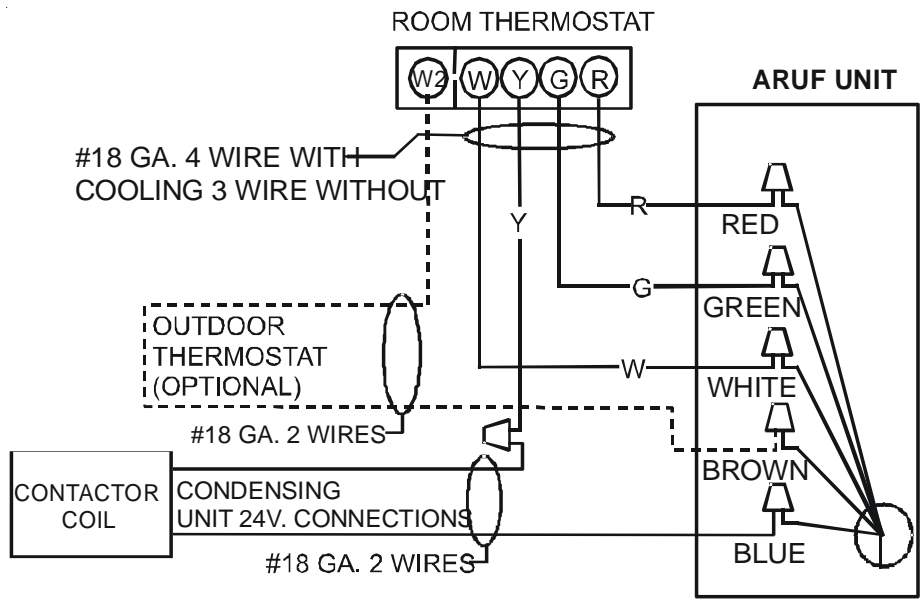 ROOM THERMOSTAT
W2 W Y G R
ARUF UNIT
#18 GA. 4 WIRE WITH
COOLING 3 WIRE WITHOUT
R
RED
Y
G
GREEN
OUTDOOR
THERMOSTAT
(OPTIONAL)
W
WHITE
#18 GA. 2 WIRES
BROWN
CONTACTOR
COIL
CONDENSING
UNIT 24V. CONNECTIONS
BLUE
#18 GA. 2 WIRES